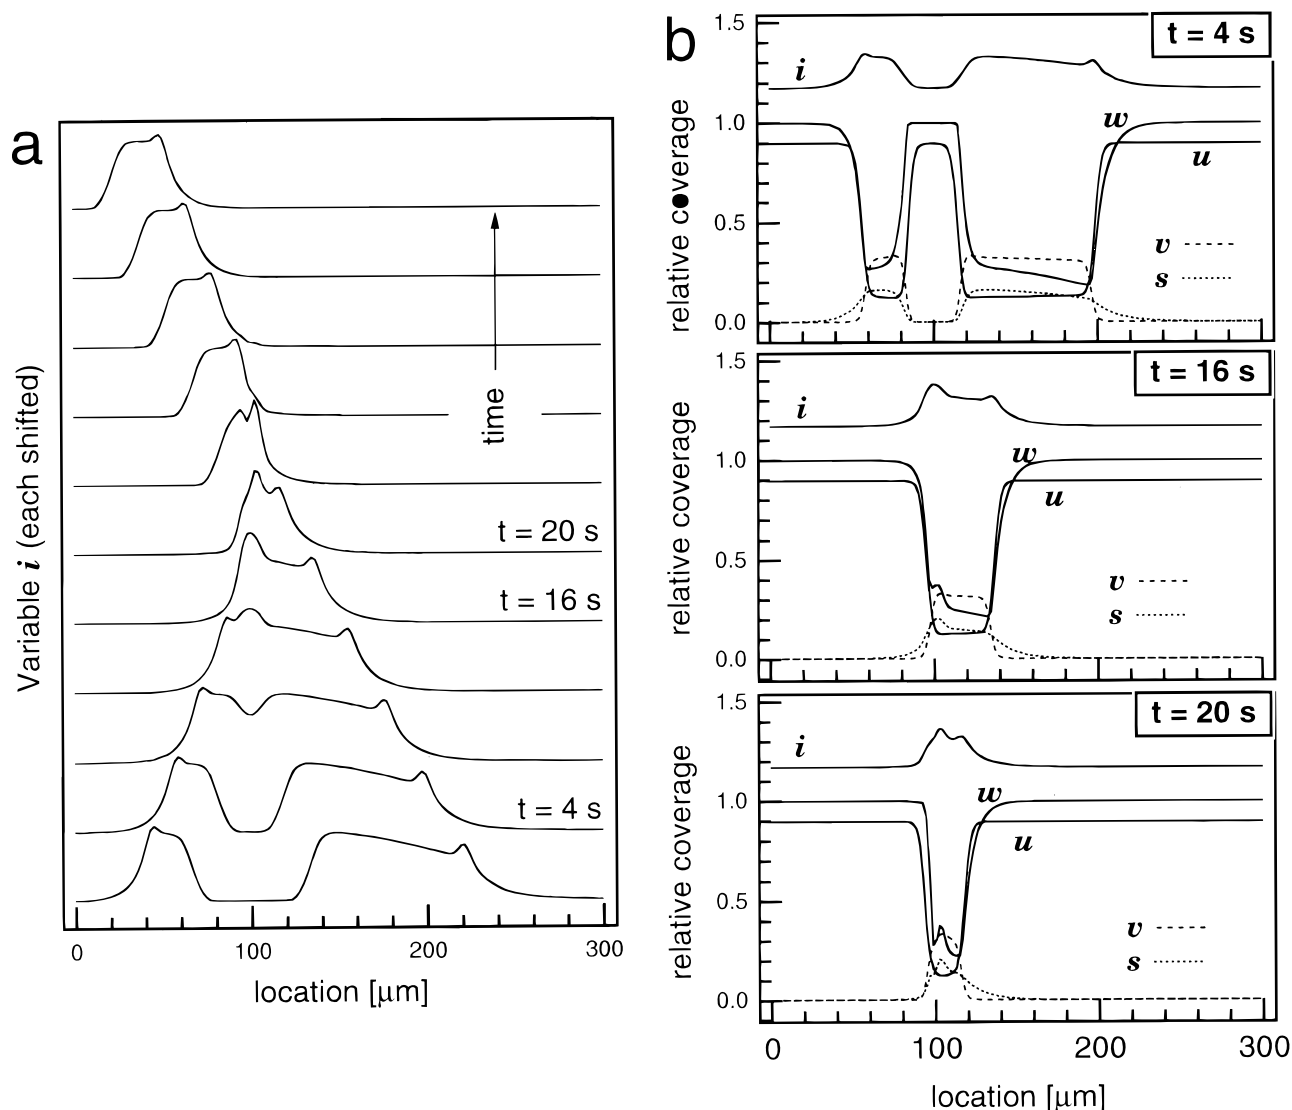 a
Variable i (each shifted)
time
t = 20 s
t = 16 s
t = 4 s
0 100 200 300
location [μm]
b
t = 4 s
relative coverage
1.5
1.0
0.5
0.0
i
w
u
v
s
t = 16 s
relative coverage
1.5
1.0
0.5
0.0
i
w
u
v
s
t = 20 s
relative coverage
1.5
1.0
0.5
0.0
i
w
u
v
s
0 100 200 300
location [μm]